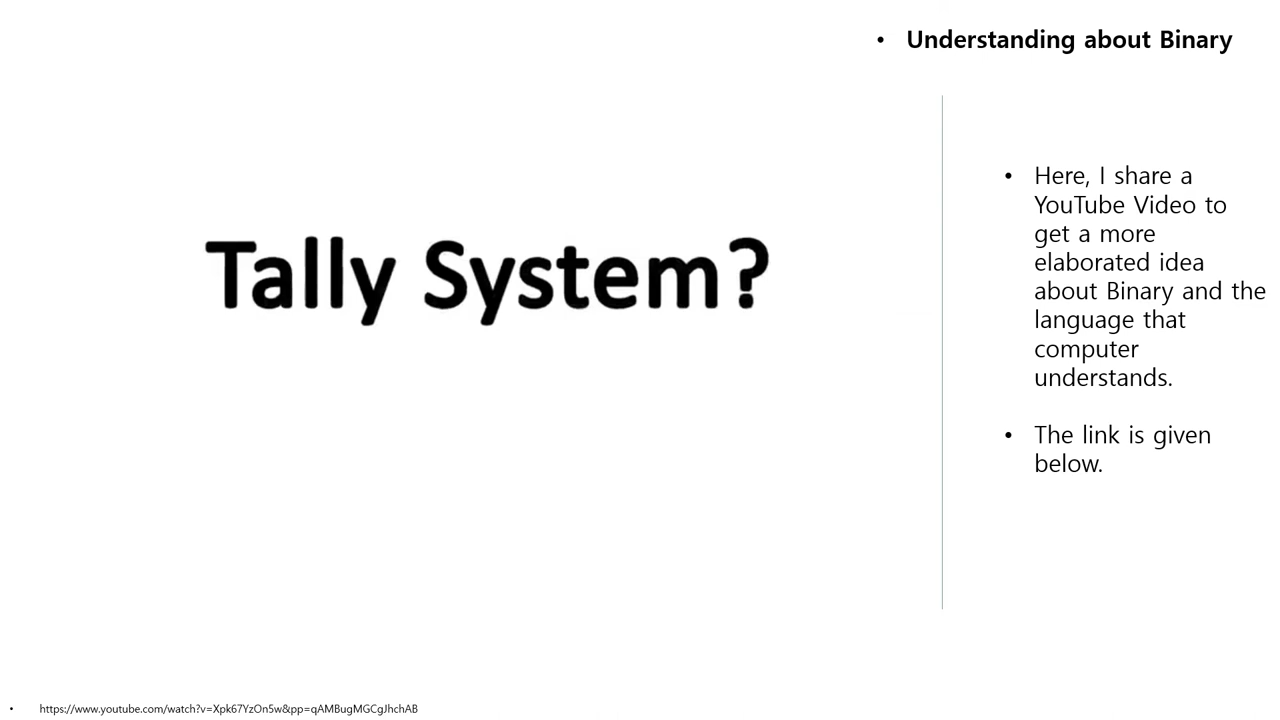 • Understanding about Binary
Tally System?
• Here, I share a
YouTube Video to
get a more
elaborated idea
about Binary and the
language that
computer
understands.
• The link is given
below.
• https://www.youtube.com/watch?v=Xpk67YzOn5w&pp=qAMBugMGCgJhchAB